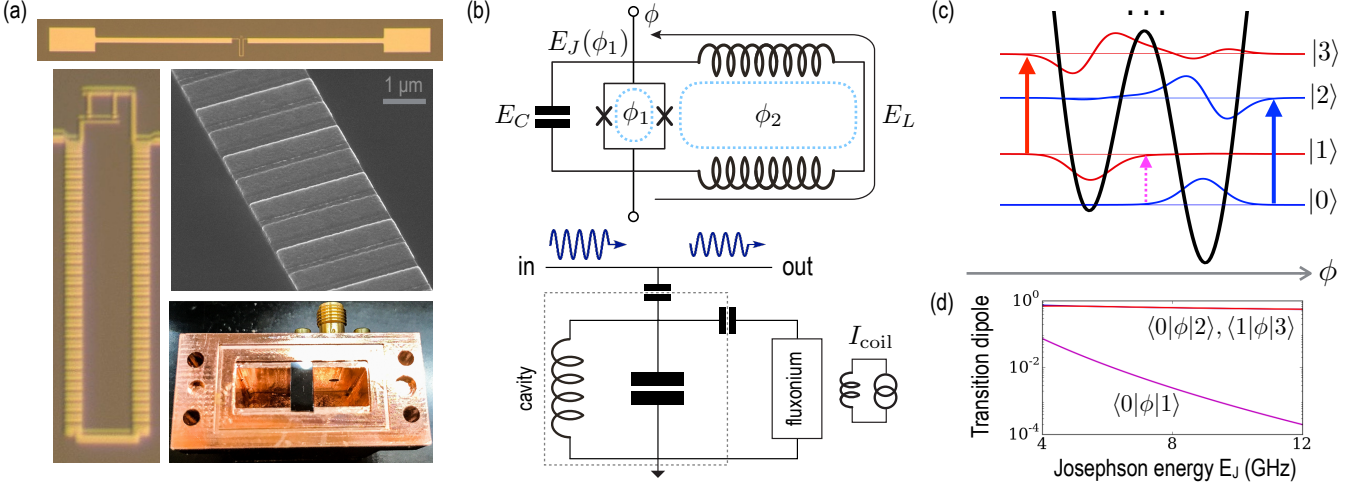 (a)
1 µm
(b)
ϕ
E_J(ϕ_1)
E_C
ϕ_1
ϕ_2
E_L
in
out
cavity
fluxonium
I_coil
(c)
...
|3⟩
|2⟩
|1⟩
|0⟩
ϕ
(d)
Transition dipole
10^0
10^-2
10^-4
⟨0|ϕ|2⟩, ⟨1|ϕ|3⟩
⟨0|ϕ|1⟩
4
8
12
Josephson energy E_J (GHz)